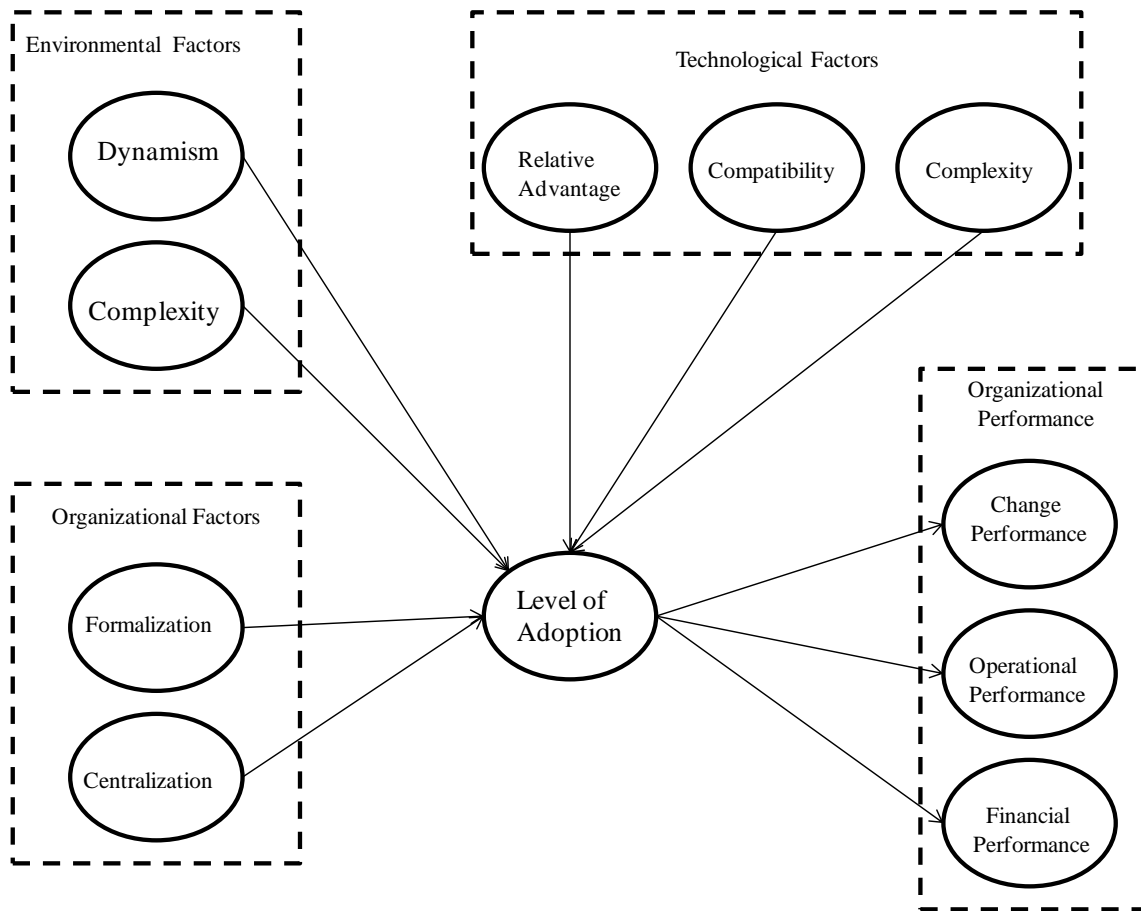 Environmental Factors
Dynamism
Complexity
Technological Factors
Relative
Advantage
Compatibility
Complexity
Organizational Factors
Formalization
Centralization
Level of
Adoption
Organizational
Performance
Change
Performance
Operational
Performance
Financial
Performance